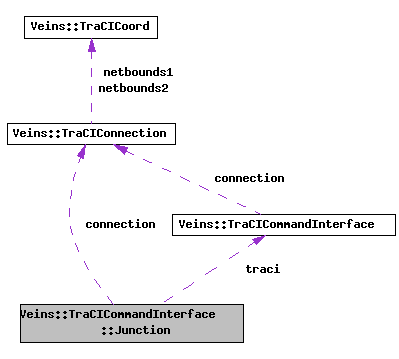 Veins::TraCICoord
netbounds1
netbounds2
Veins::TraCIConnection
connection
connection
Veins::TraCICommandInterface
traci
Veins::TraCICommandInterface
::Junction